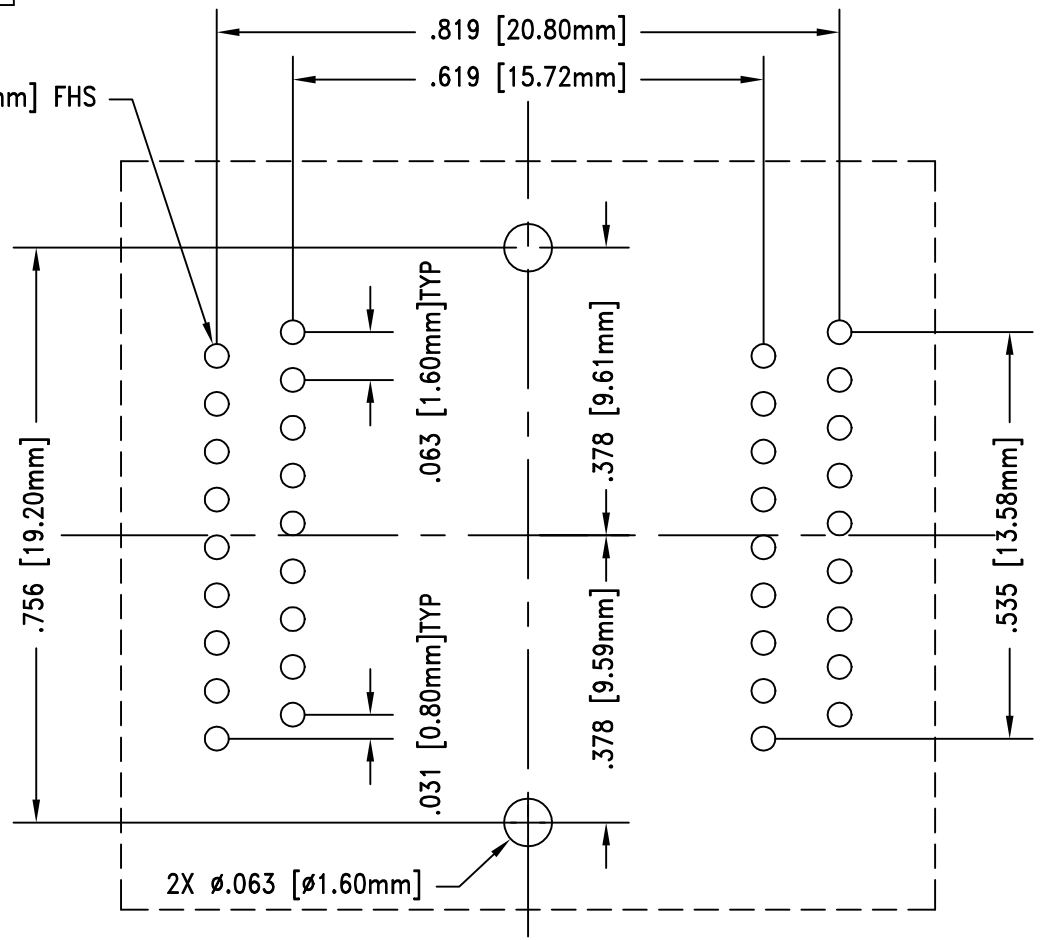 .819 [20.80mm]
.619 [15.72mm]
mm] FHS
.063 [1.60mm]TYP
.378 [9.61mm]
.756 [19.20mm]
.535 [13.58mm]
.031 [0.80mm]TYP
.378 [9.59mm]
2X ø.063 [ø1.60mm]